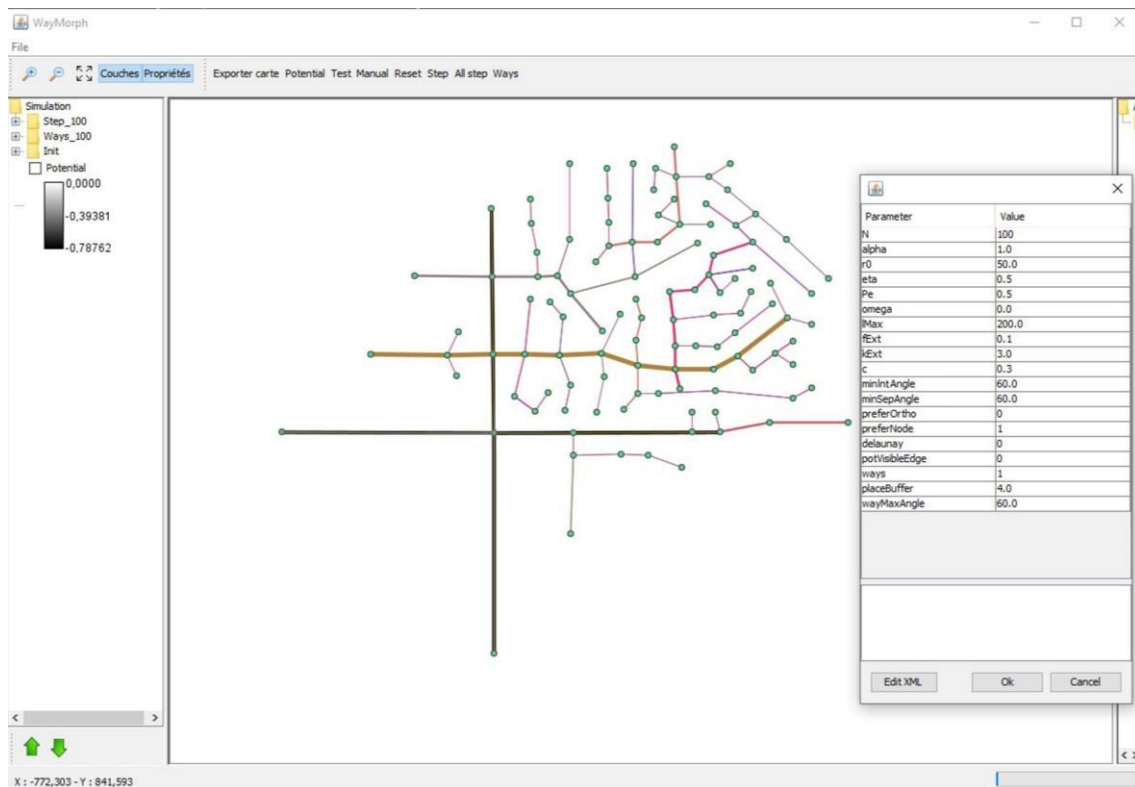 WayMorph
File
Couches Propriétés Exporter carte Potential Test Manual Reset Step All step Ways
Simulation
Step_100
Ways_100
Init
Potential
0,0000
-0,39381
-0,78762
Parameter Value
N 100
alpha 1.0
r0 50.0
eta 0.5
Pe 0.5
omega 0.0
lMax 200.0
fExt 0.1
kExt 3.0
c 0.3
minIntAngle 60.0
minSepAngle 60.0
preferOrtho 0
preferNode 1
delaunay 0
potVisibleEdge 0
ways 1
placeBuffer 4.0
wayMaxAngle 60.0
Edit XML Ok Cancel
X : -772,303 - Y : 841,593